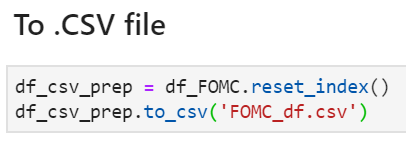 To .CSV file
df_csv_prep = df_FOMC.reset_index()
df_csv_prep.to_csv('FOMC_df.csv')